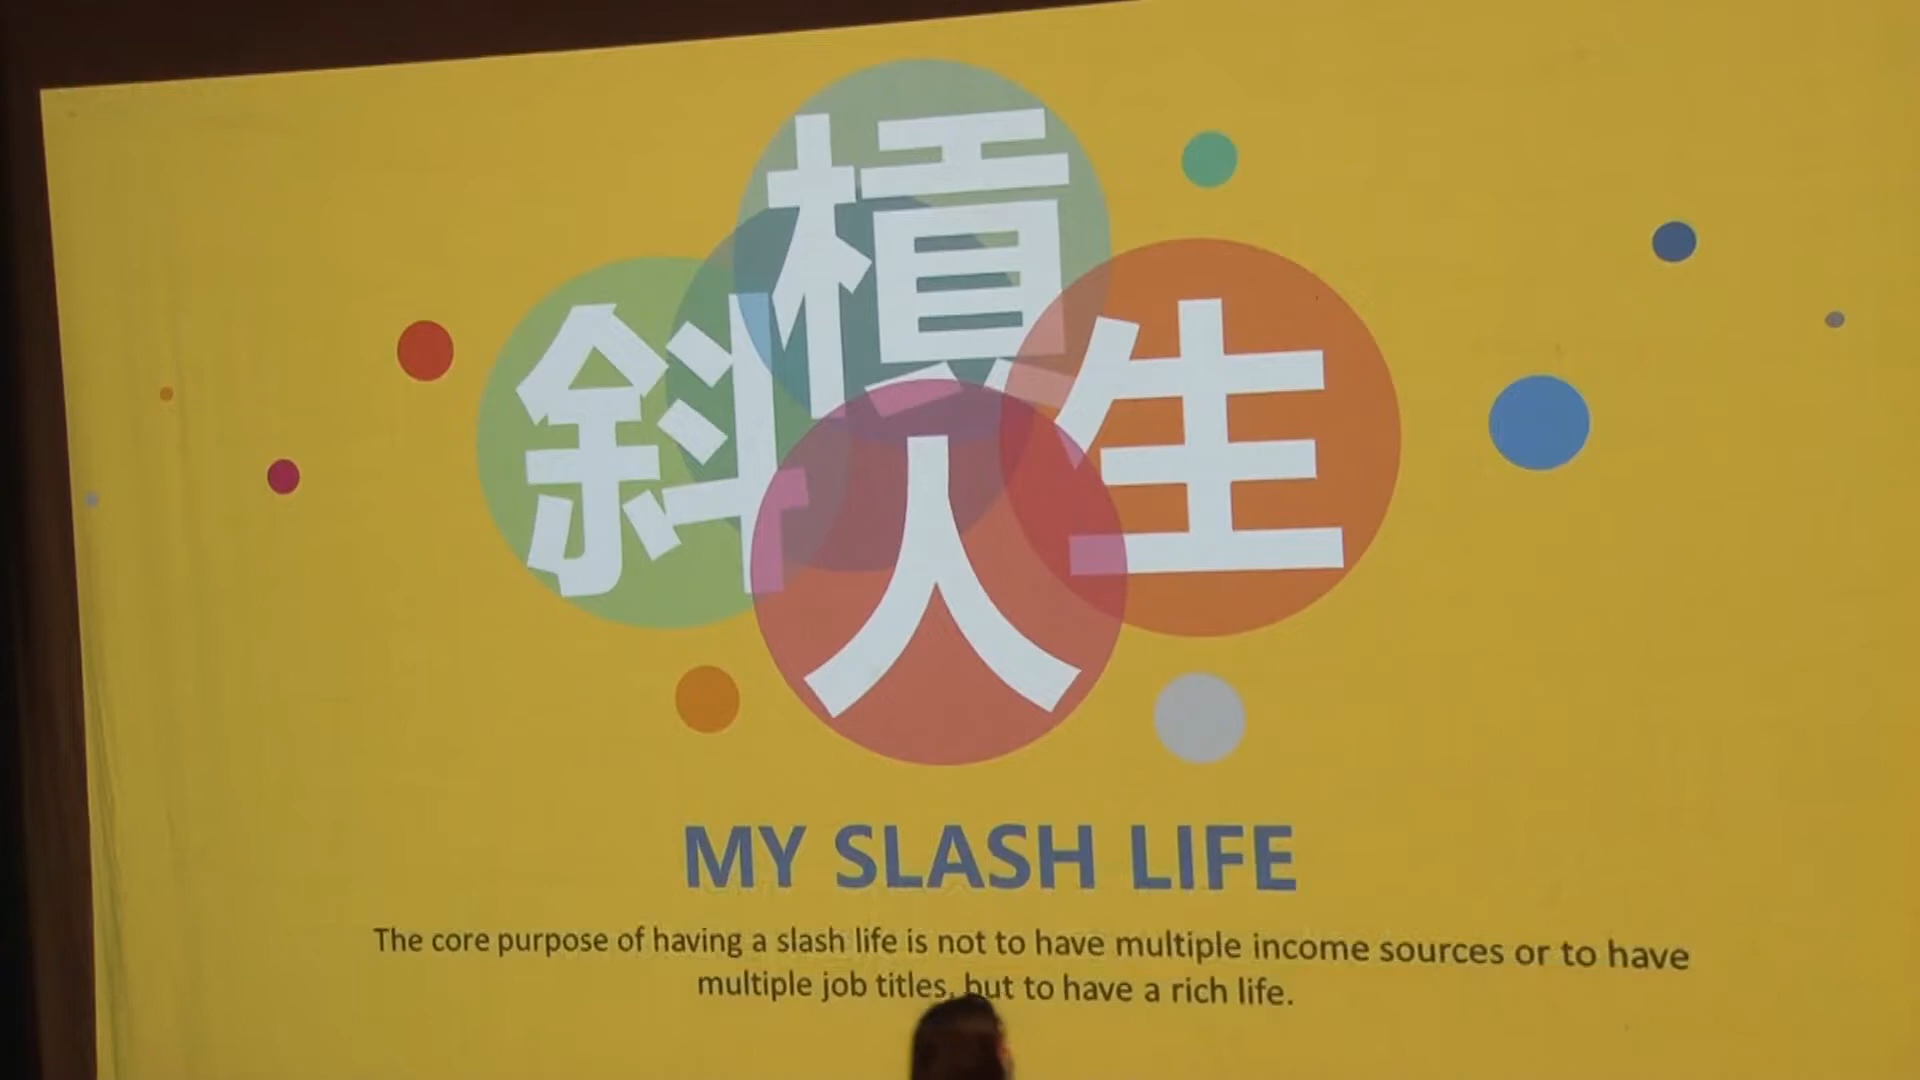 斜槓人生
MY SLASH LIFE
The core purpose of having a slash life is not to have multiple income sources or to have
multiple job titles, but to have a rich life.